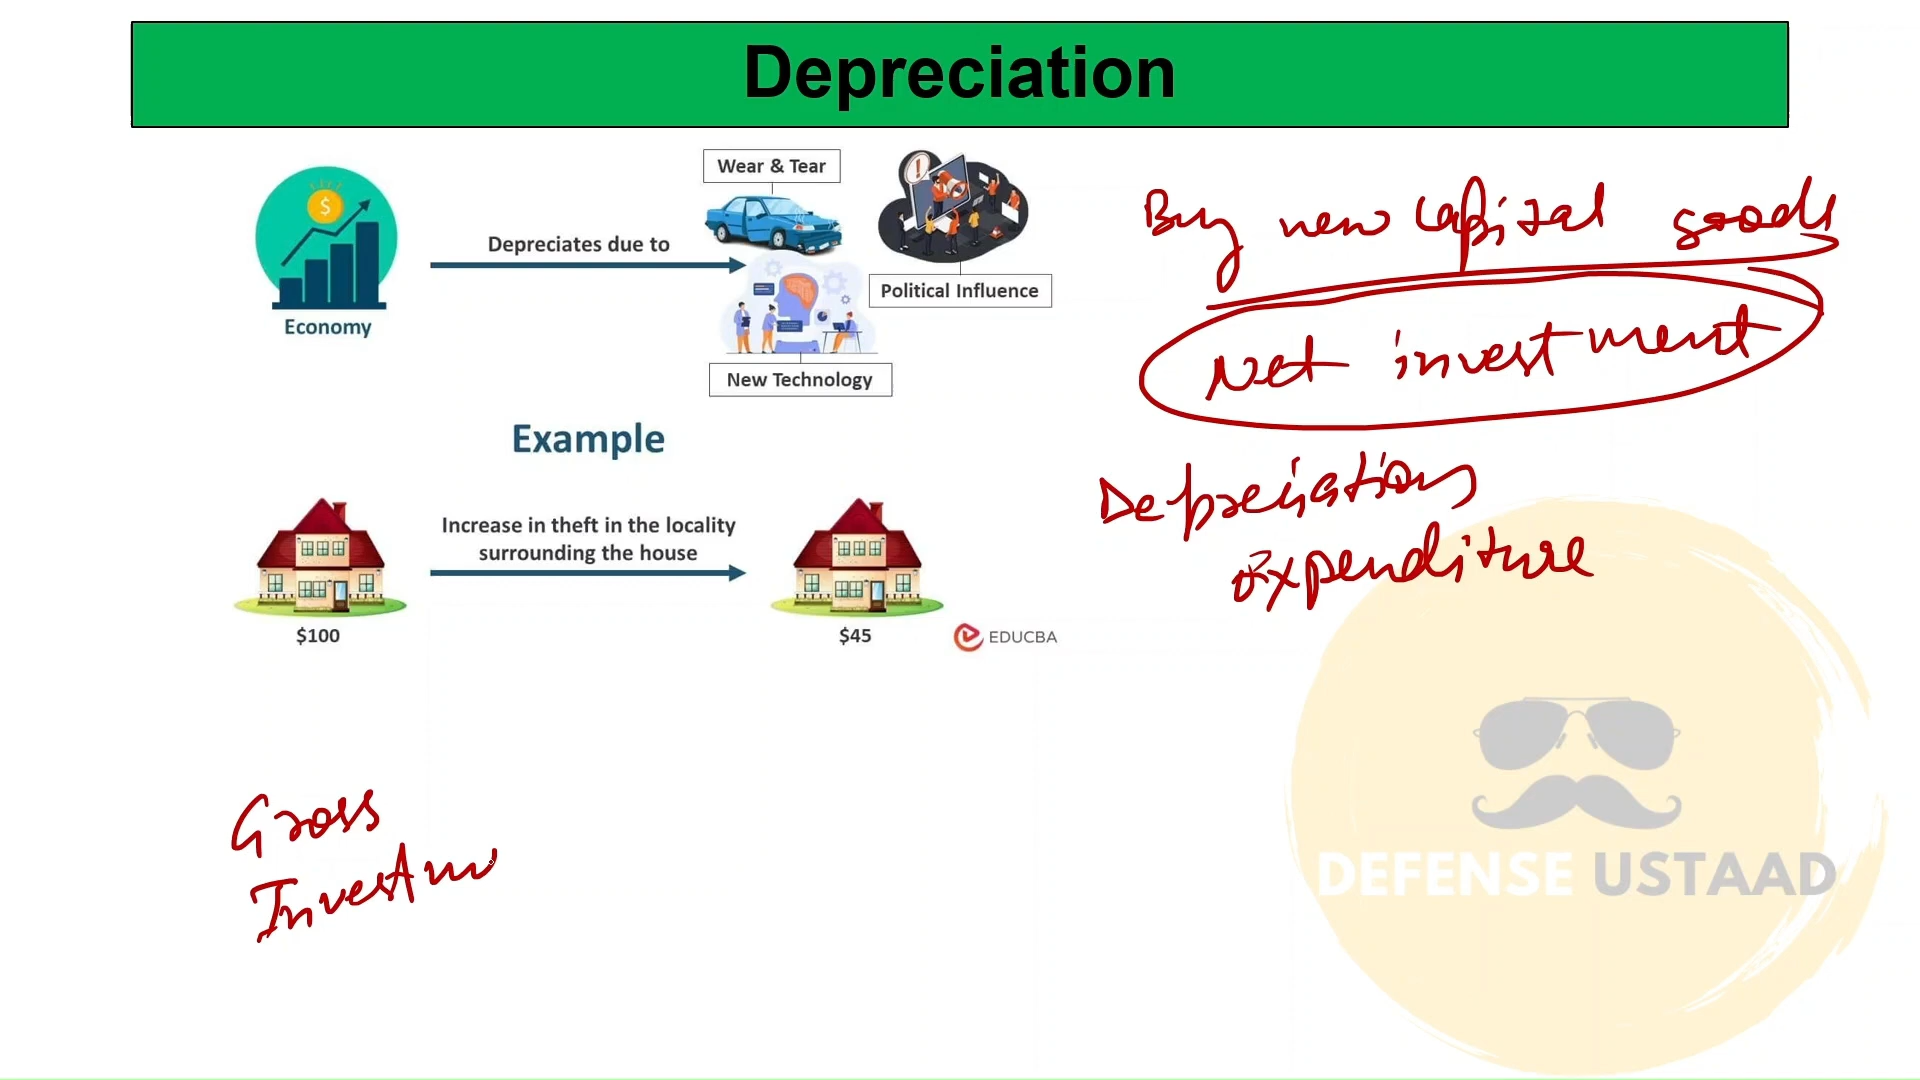 Depreciation
Wear & Tear
Depreciates due to
Political Influence
Economy
New Technology
Example
Increase in theft in the locality
surrounding the house
$100
$45
EDUCBA
Buy new capital goods
Net investment
Depreciation
Expenditure
Gross
Investm
DEFENSE USTAAD